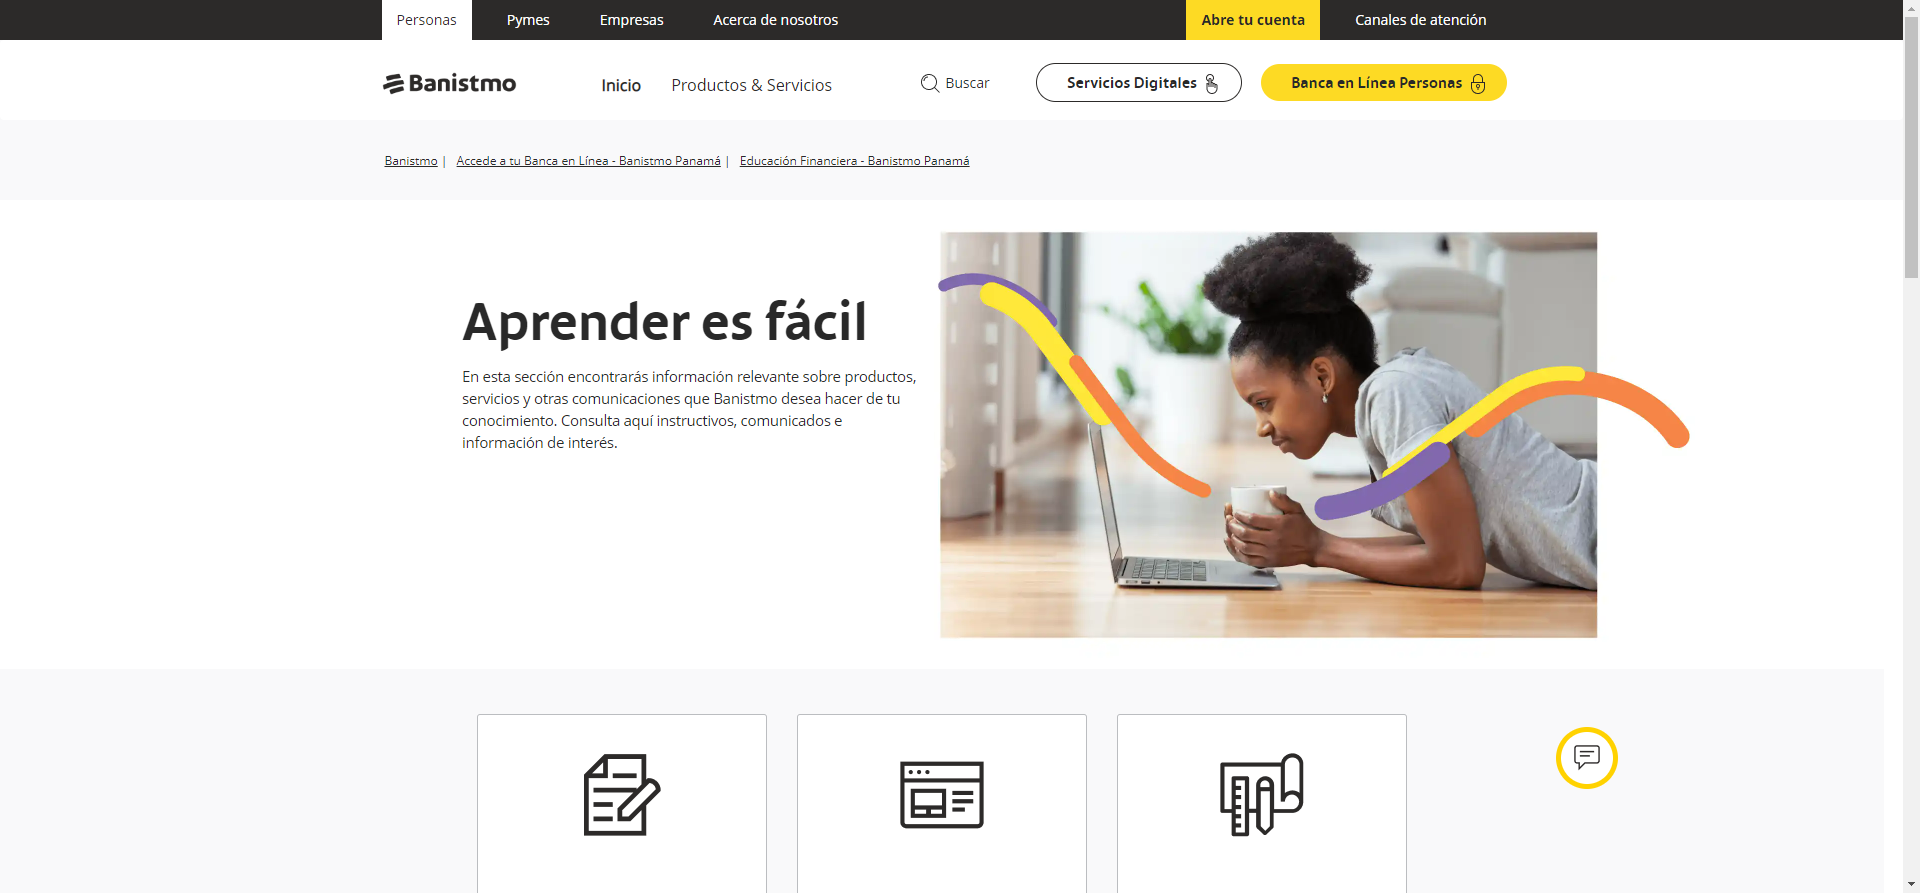 Personas Pymes Empresas Acerca de nosotros Abre tu cuenta Canales de atención
Banistmo Inicio Productos & Servicios Buscar Servicios Digitales Banca en Línea Personas
Banistmo | Accede a tu Banca en Línea - Banistmo Panamá | Educación Financiera - Banistmo Panamá
Aprender es fácil
En esta sección encontrarás información relevante sobre productos,
servicios y otras comunicaciones que Banistmo desea hacer de tu
conocimiento. Consulta aquí instructivos, comunicados e
información de interés.